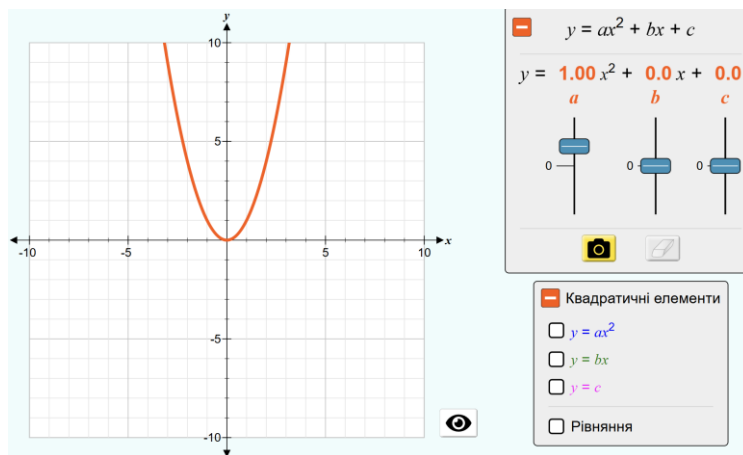 y
10
5
-10
-5
5
10
x
-5
-10
y = ax² + bx + c
y = 1.00 x² + 0.0 x + 0.0
a b c
0 0 0
Квадратичні елементи
y = ax²
y = bx
y = c
Рівняння